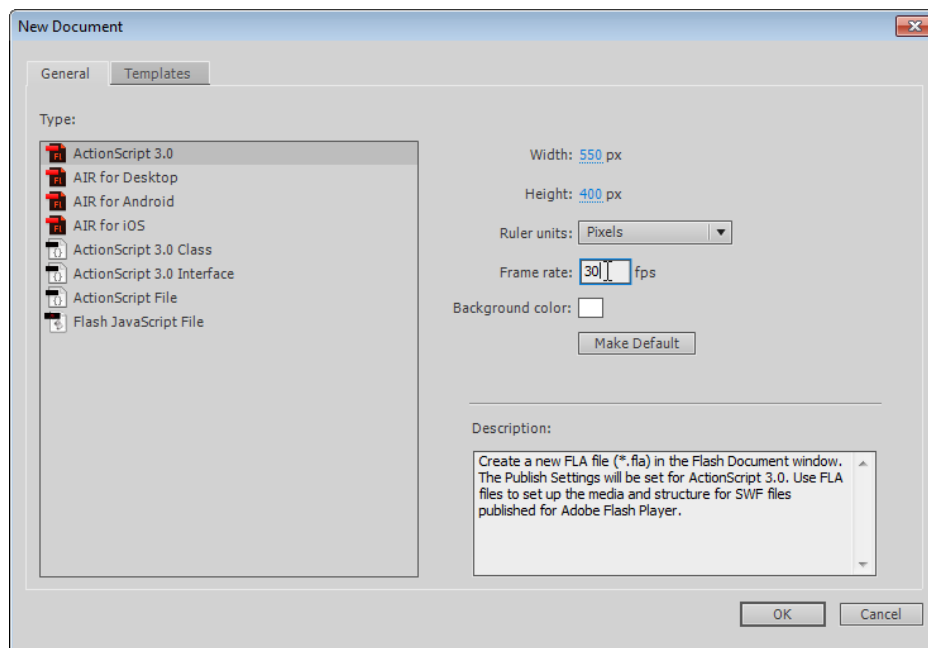 New Document
General
Templates
Type:
ActionScript 3.0
AIR for Desktop
AIR for Android
AIR for iOS
ActionScript 3.0 Class
ActionScript 3.0 Interface
ActionScript File
Flash JavaScript File
Width: 550 px
Height: 400 px
Ruler units: Pixels
Frame rate: 30 fps
Background color:
Make Default
Description:
Create a new FLA file (*.fla) in the Flash Document window.
The Publish Settings will be set for ActionScript 3.0. Use FLA
files to set up the media and structure for SWF files
published for Adobe Flash Player.
OK
Cancel